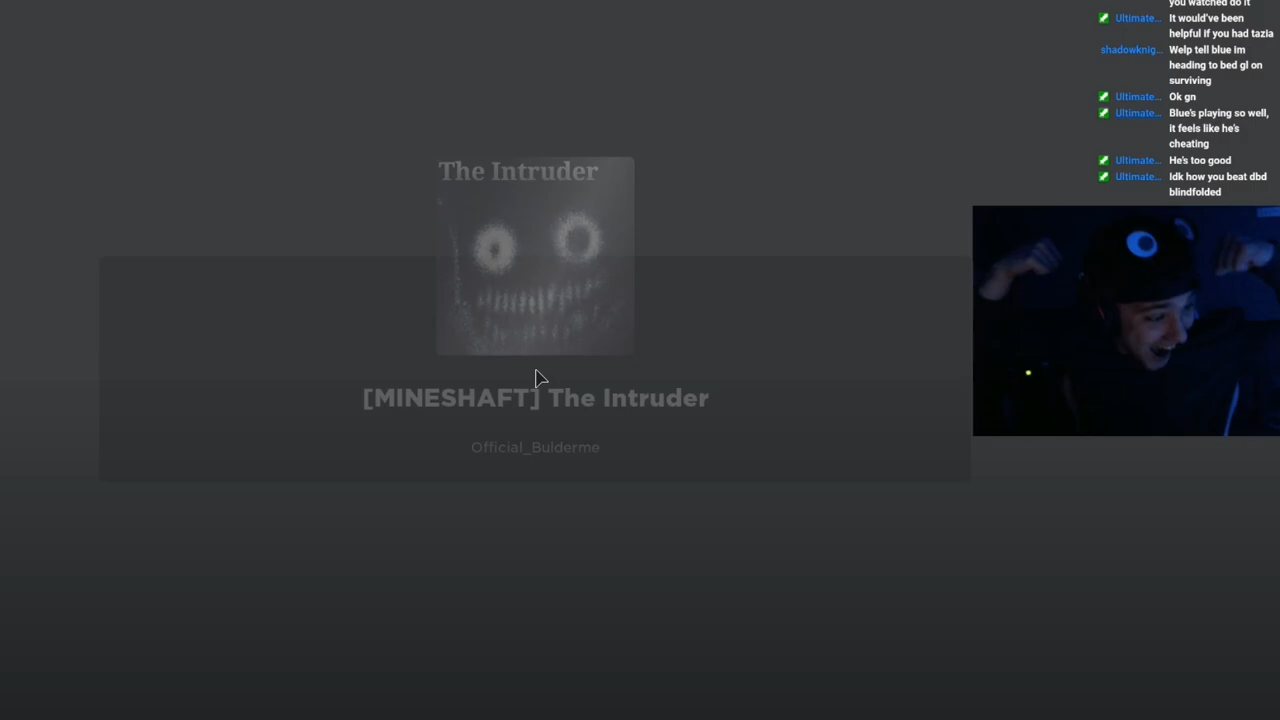 you watched do it
Ultimate... It would've been
helpful if you had tazia
shadowknig... Welp tell blue im
heading to bed gl on
surviving
Ultimate... Ok gn
Ultimate... Blue's playing so well,
it feels like he's
cheating
Ultimate... He's too good
Ultimate... Idk how you beat dbd
blindfolded
The Intruder
[MINESHAFT] The Intruder
Official_Bulderme